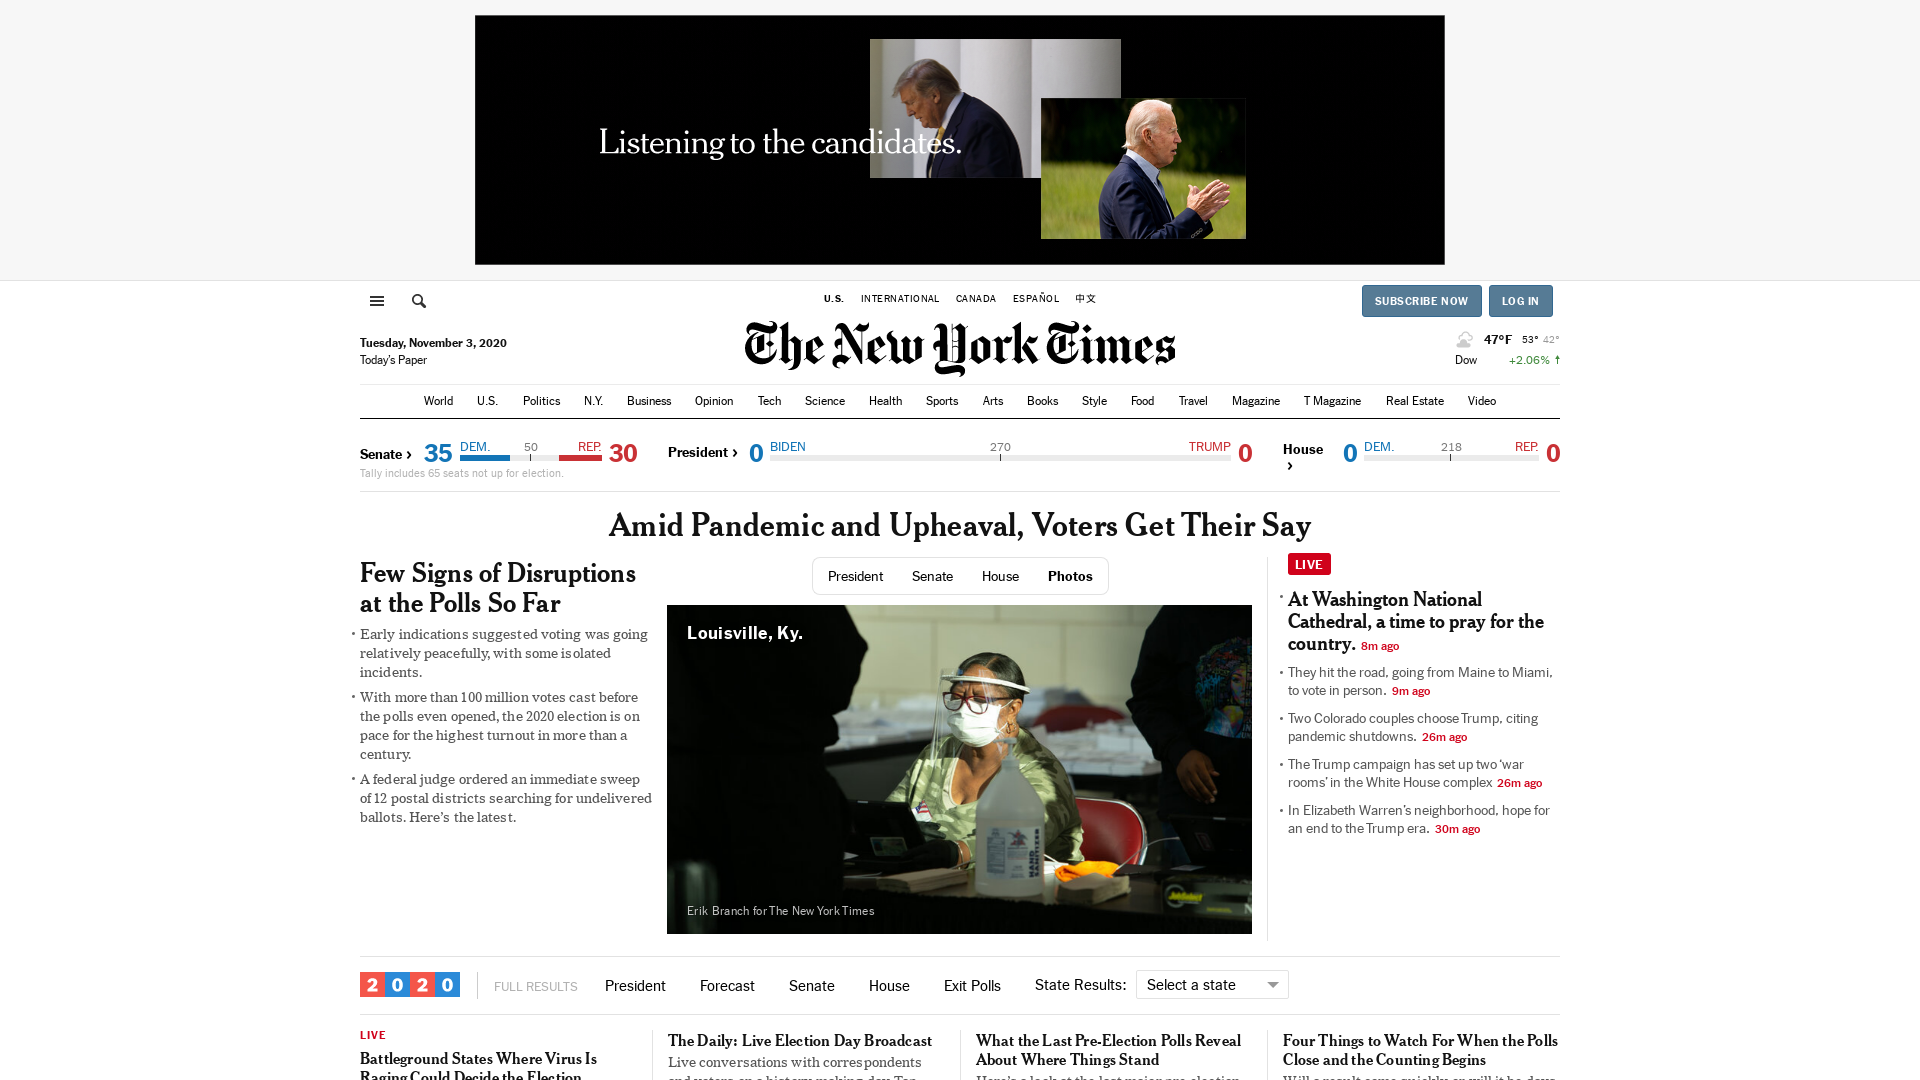 Listening to the candidates.
U.S. INTERNATIONAL CANADA ESPAÑOL 中文
SUBSCRIBE NOW LOG IN
Tuesday, November 3, 2020
Today's Paper
The New York Times
47°F 53° 42°
Dow +2.06% ↑
World U.S. Politics N.Y. Business Opinion Tech Science Health Sports Arts Books Style Food Travel Magazine T Magazine Real Estate Video
Senate › 35 DEM. 50 REP. 30
Tally includes 65 seats not up for election.
President › 0 BIDEN 270 TRUMP 0
House › 0 DEM. 218 REP. 0
Amid Pandemic and Upheaval, Voters Get Their Say
Few Signs of Disruptions
at the Polls So Far
• Early indications suggested voting was going
relatively peacefully, with some isolated
incidents.
• With more than 100 million votes cast before
the polls even opened, the 2020 election is on
pace for the highest turnout in more than a
century.
• A federal judge ordered an immediate sweep
of 12 postal districts searching for undelivered
ballots. Here's the latest.
President Senate House Photos
Louisville, Ky.
HAND
SANITIZER
Erik Branch for The New York Times
LIVE
• At Washington National
Cathedral, a time to pray for the
country. 8m ago
• They hit the road, going from Maine to Miami,
to vote in person. 9m ago
• Two Colorado couples choose Trump, citing
pandemic shutdowns. 26m ago
• The Trump campaign has set up two ‘war
rooms’ in the White House complex 26m ago
• In Elizabeth Warren's neighborhood, hope for
an end to the Trump era. 30m ago
2020 FULL RESULTS President Forecast Senate House Exit Polls State Results: Select a state
LIVE
Battleground States Where Virus Is
Raging Could Decide the Election
The Daily: Live Election Day Broadcast
Live conversations with correspondents
What the Last Pre-Election Polls Reveal
About Where Things Stand
Four Things to Watch For When the Polls
Close and the Counting Begins